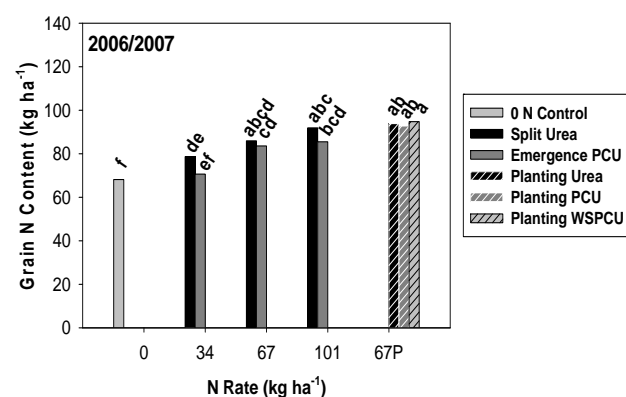 2006/2007
Grain N Content (kg ha-1)
140
120
100
80
60
40
20
0
f
de
ef
abcd
cd
abc
bcd
ab
ab
a
0
34
67
101
67P
N Rate (kg ha-1)
0 N Control
Split Urea
Emergence PCU
Planting Urea
Planting PCU
Planting WSPCU